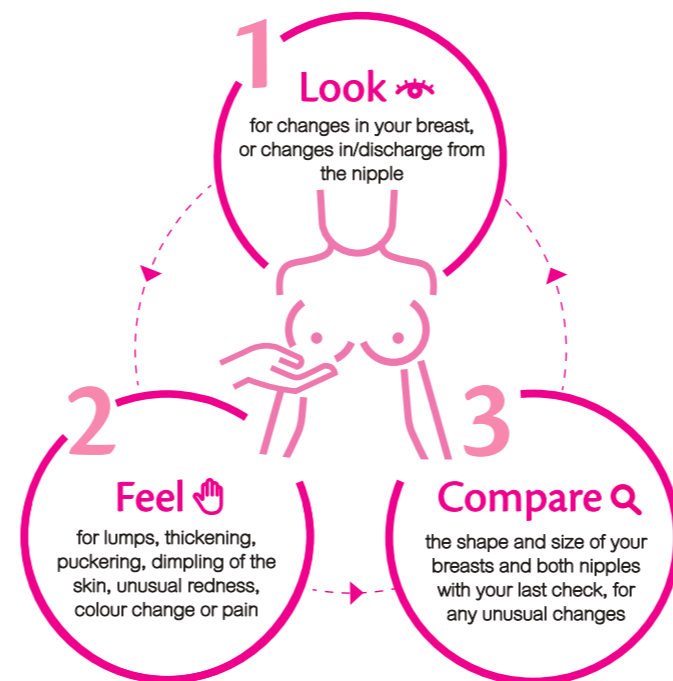 1
Look
for changes in your breast,
or changes in/discharge from
the nipple
2
Feel
for lumps, thickening,
puckering, dimpling of the
skin, unusual redness,
colour change or pain
3
Compare
the shape and size of your
breasts and both nipples
with your last check, for
any unusual changes